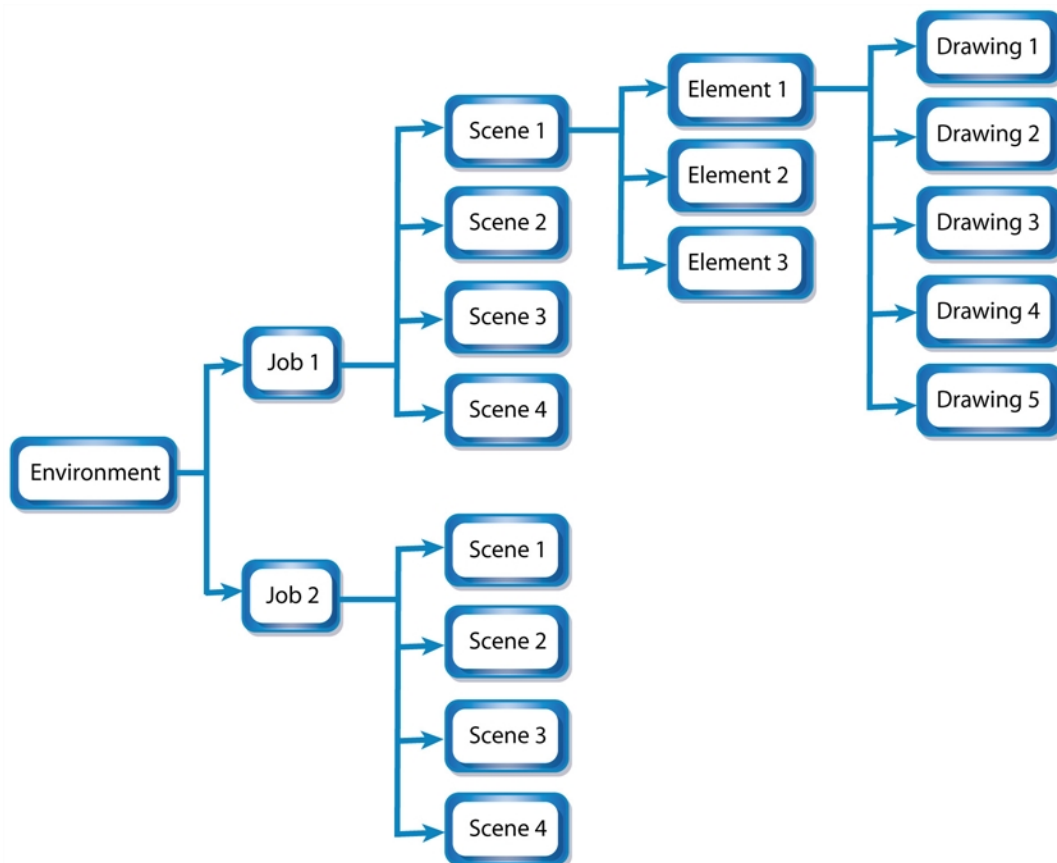 Environment
Job 1
Scene 1
Element 1
Drawing 1
Drawing 2
Drawing 3
Drawing 4
Drawing 5
Element 2
Element 3
Scene 2
Scene 3
Scene 4
Job 2
Scene 1
Scene 2
Scene 3
Scene 4